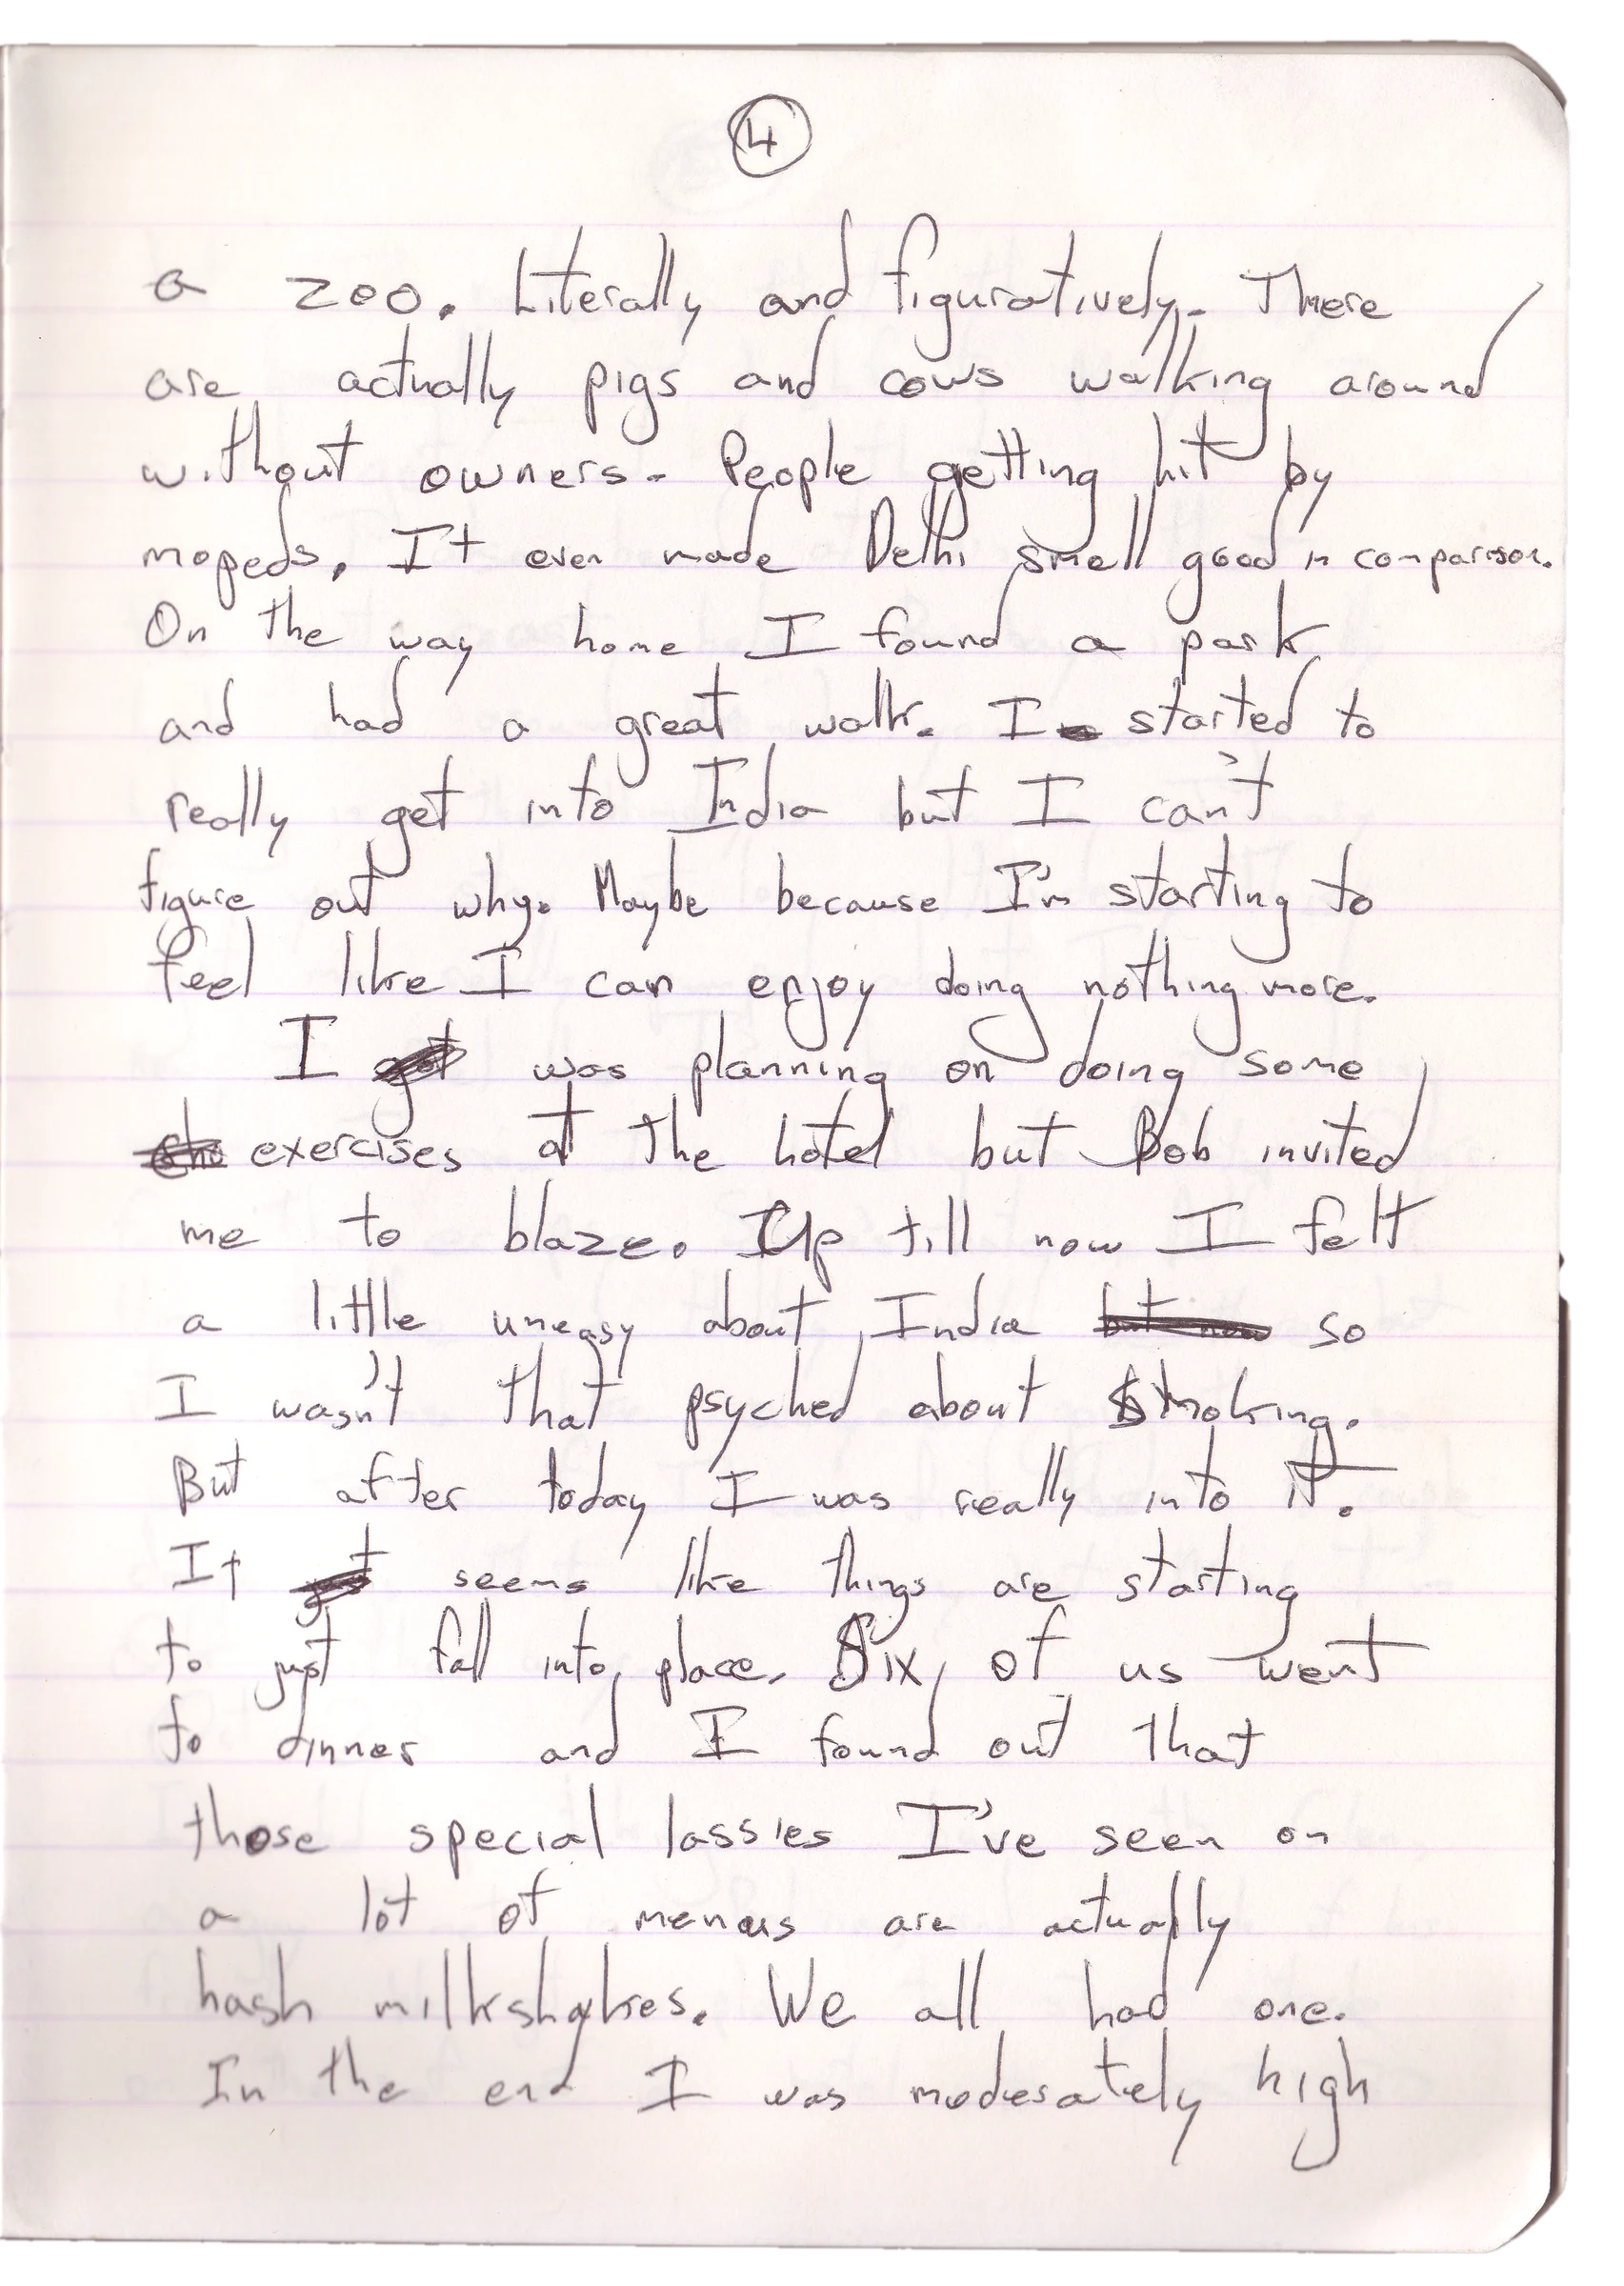 4
a zoo. Literally and figuratively. There
are actually pigs and cows walking around
without owners. People getting hit by
mopeds. It even made Delhi smell good in comparison.
On the way home I found a park
and had a great walk. I started to
really get into India but I can't
figure out why. Maybe because I'm starting to
feel like I can enjoy doing nothing more.
I got was planning on doing some
exercises at the hotel but Bob invited
me to blaze. Up till now I felt
a little uneasy about India but now so
I wasn't that psyched about smoking.
But after today I was really into it.
It just seems like things are starting
to just fall into place. Six of us went
to dinner and I found out that
those special lassies I've seen on
a lot of menus are actually
hash milkshakes. We all had one.
In the end I was moderately high